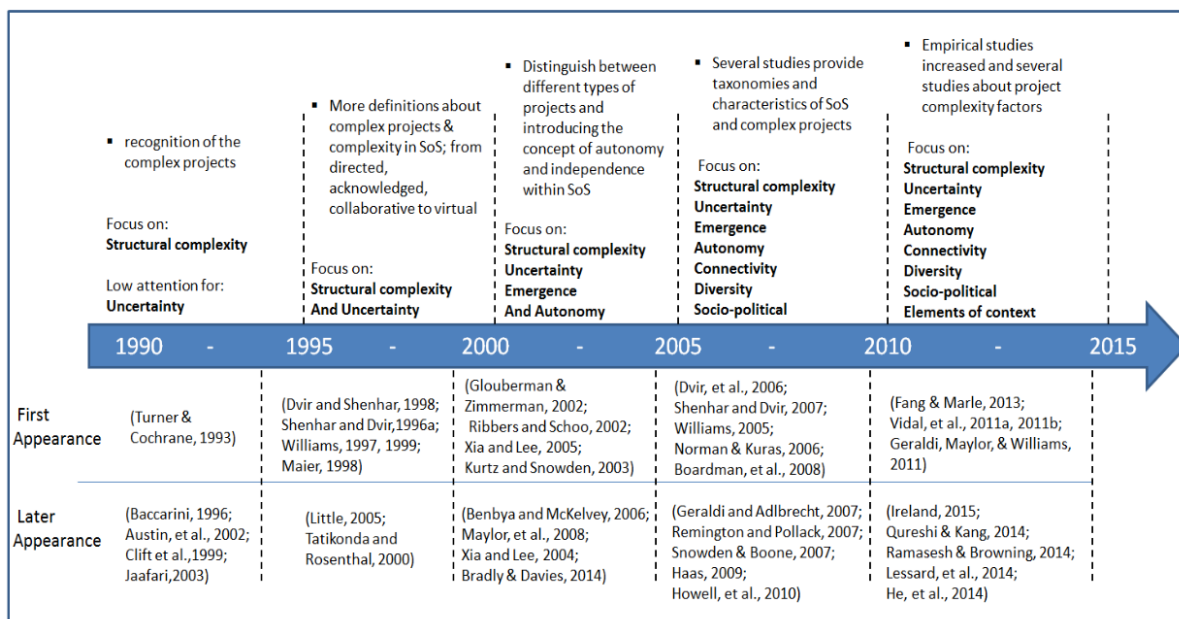 ▪ recognition of the
complex projects
Focus on:
Structural complexity
Low attention for:
Uncertainty
▪ More definitions about
complex projects &
complexity in SoS; from
directed,
acknowledged,
collaborative to virtual
Focus on:
Structural complexity
And Uncertainty
▪ Distinguish between
different types of
projects and
introducing the
concept of autonomy
and independence
within SoS
Focus on:
Structural complexity
Uncertainty
Emergence
And Autonomy
▪ Several studies provide
taxonomies and
characteristics of SoS
and complex projects
Focus on:
Structural complexity
Uncertainty
Emergence
Autonomy
Connectivity
Diversity
Socio-political
▪ Empirical studies
increased and several
studies about project
complexity factors
Focus on:
Structural complexity
Uncertainty
Emergence
Autonomy
Connectivity
Diversity
Socio-political
Elements of context
1990 - 1995 - 2000 - 2005 - 2010 - 2015
First
Appearance
(Turner &
Cochrane, 1993)
(Dvir and Shenhar, 1998;
Shenhar and Dvir,1996a;
Williams, 1997, 1999;
Maier, 1998)
(Glouberman &
Zimmerman, 2002;
Ribbers and Schoo, 2002;
Xia and Lee, 2005;
Kurtz and Snowden, 2003)
(Dvir, et al., 2006;
Shenhar and Dvir, 2007;
Williams, 2005;
Norman & Kuras, 2006;
Boardman, et al., 2008)
(Fang & Marle, 2013;
Vidal, et al., 2011a, 2011b;
Geraldi, Maylor, & Williams,
2011)
Later
Appearance
(Baccarini, 1996;
Austin, et al., 2002;
Clift et al.,1999;
Jaafari,2003)
(Little, 2005;
Tatikonda and
Rosenthal, 2000)
(Benbya and McKelvey, 2006;
Maylor, et al., 2008;
Xia and Lee, 2004;
Bradly & Davies, 2014)
(Geraldi and Adlbrecht, 2007;
Remington and Pollack, 2007;
Snowden & Boone, 2007;
Haas, 2009;
Howell, et al., 2010)
(Ireland, 2015;
Qureshi & Kang, 2014;
Ramasesh & Browning, 2014;
Lessard, et al., 2014;
He, et al., 2014)